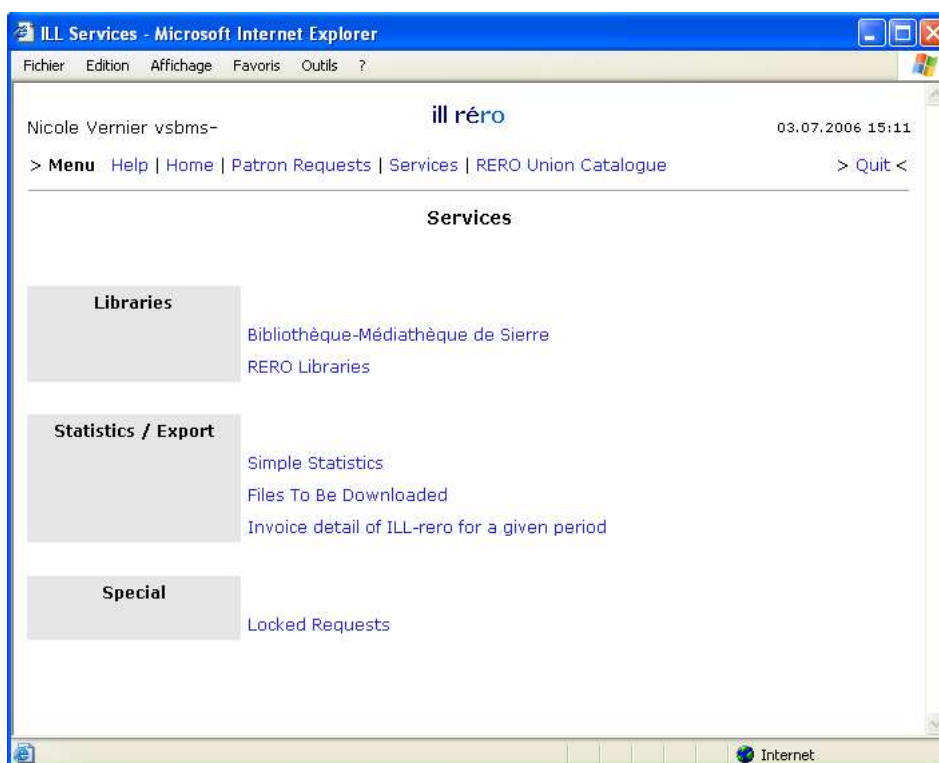 ILL Services - Microsoft Internet Explorer
Fichier Edition Affichage Favoris Outils ?
ill réro
Nicole Vernier vsbms-
03.07.2006 15:11
> Menu Help | Home | Patron Requests | Services | RERO Union Catalogue > Quit <
Services
Libraries
Bibliothèque-Médiathèque de Sierre
RERO Libraries
Statistics / Export
Simple Statistics
Files To Be Downloaded
Invoice detail of ILL-rero for a given period
Special
Locked Requests
Internet